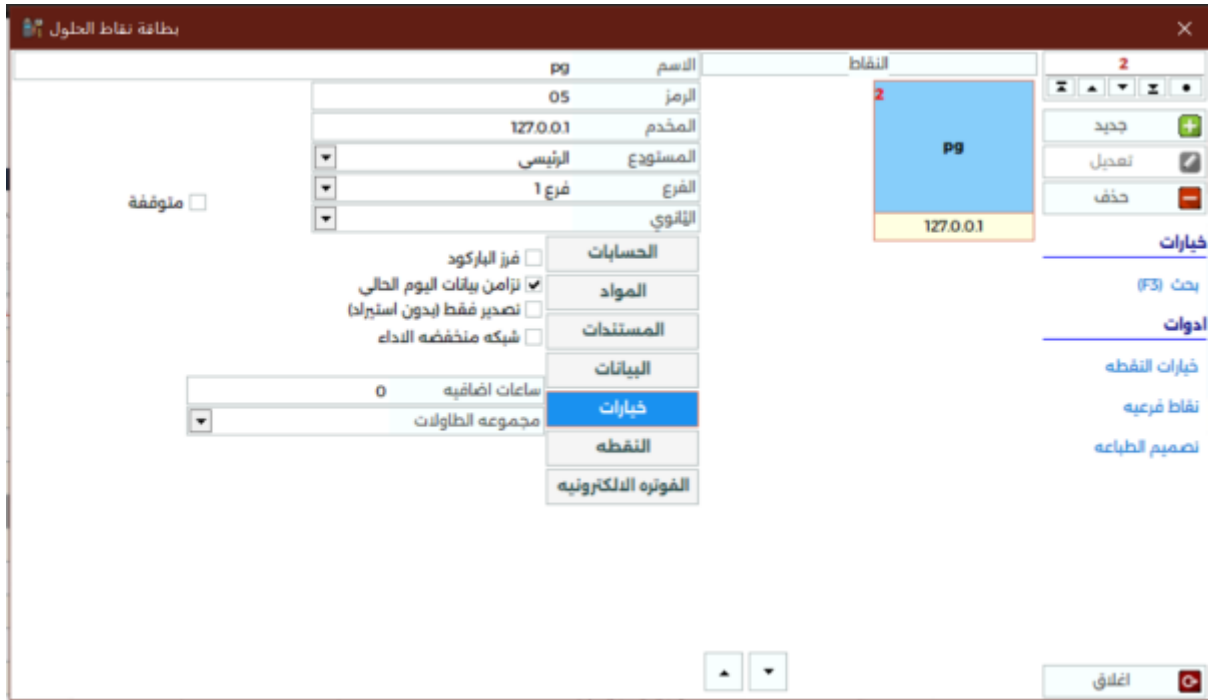 بطاقة نقاط الحلول
2
جديد
تعديل
حذف
خيارات
بحث (F3)
ادوات
خيارات النقطه
نقاط فرعيه
تصميم الطباعه
اغلاق
النقاط
2
pg
127.0.0.1
الاسم pg
الرمز 05
المخدم 127.0.0.1
المستودع الرئيسي
الفرع فرع 1
الثانوي
متوقفة
الحسابات
المواد
المستندات
البيانات
خيارات
النقطه
الفوتره الالكترونيه
فرز الباركود
تزامن بيانات اليوم الحالي
تصدير فقط (بدون استيراد)
شبكه منخفضه الاداء
ساعات اضافيه 0
مجموعه الطاولات